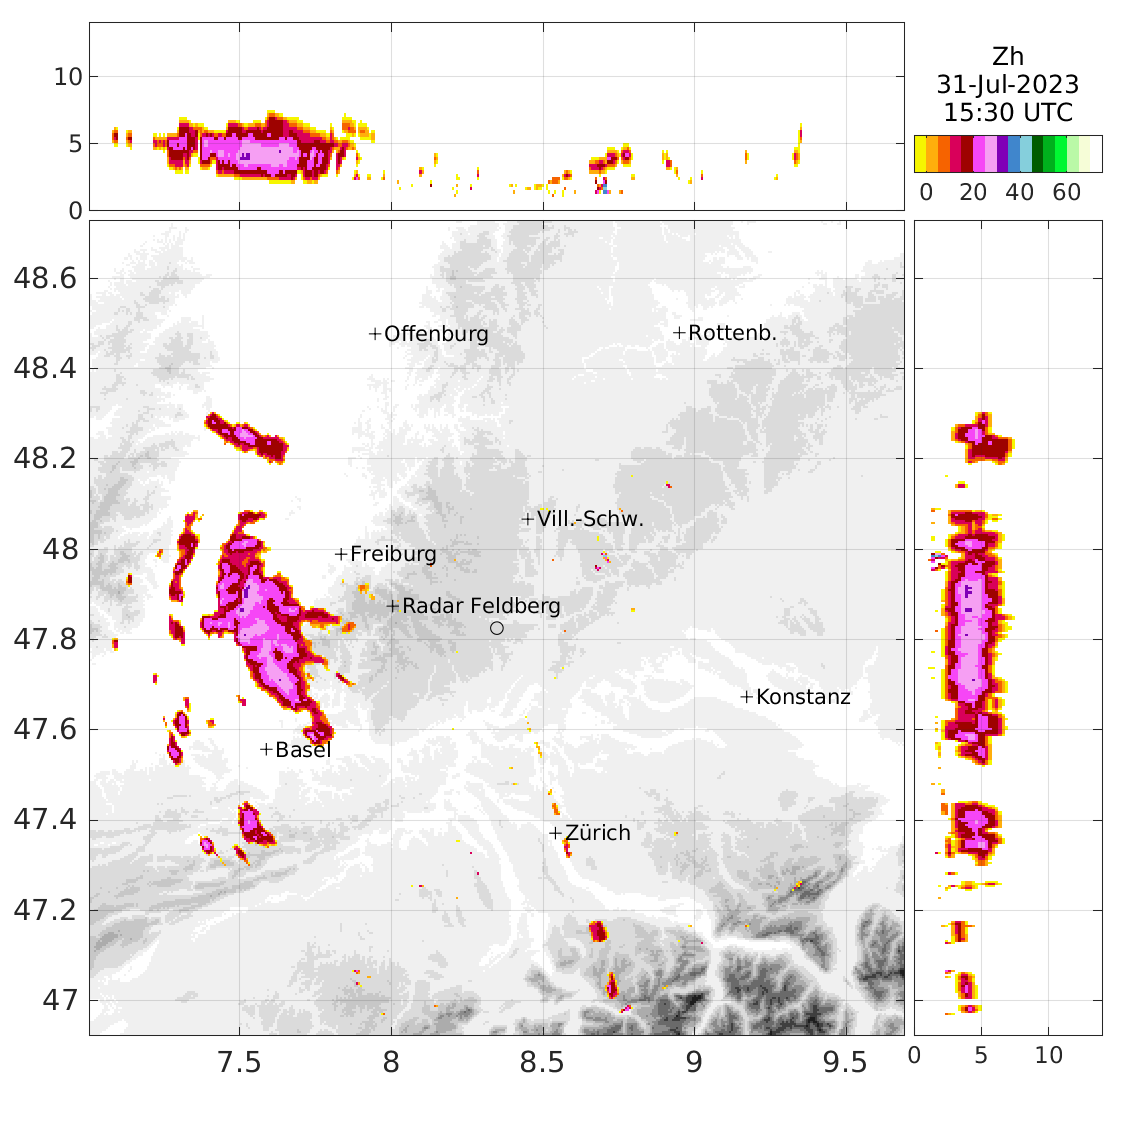 Zh
31-Jul-2023
15:30 UTC
0 20 40 60
10
5
0
48.6
48.4
48.2
48
47.8
47.6
47.4
47.2
47
Offenburg
Rottenb.
Vill.-Schw.
Freiburg
Radar Feldberg
Konstanz
Basel
Zürich
7.5 8 8.5 9 9.5
0 5 10